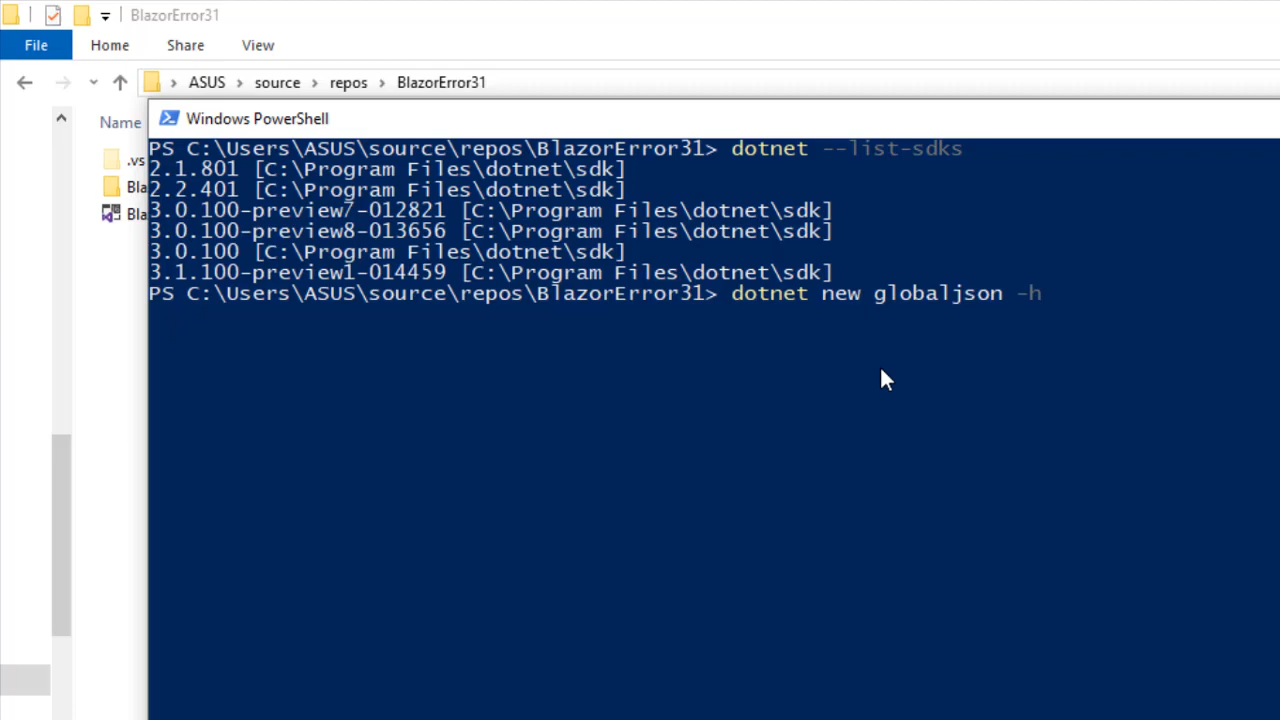 BlazorError31
File Home Share View
ASUS source repos BlazorError31
Name
Windows PowerShell
.vs
Bla
Bla
PS C:\Users\ASUS\source\repos\BlazorError31> dotnet --list-sdks
2.1.801 [C:\Program Files\dotnet\sdk]
2.2.401 [C:\Program Files\dotnet\sdk]
3.0.100-preview7-012821 [C:\Program Files\dotnet\sdk]
3.0.100-preview8-013656 [C:\Program Files\dotnet\sdk]
3.0.100 [C:\Program Files\dotnet\sdk]
3.1.100-preview1-014459 [C:\Program Files\dotnet\sdk]
PS C:\Users\ASUS\source\repos\BlazorError31> dotnet new globaljson -h